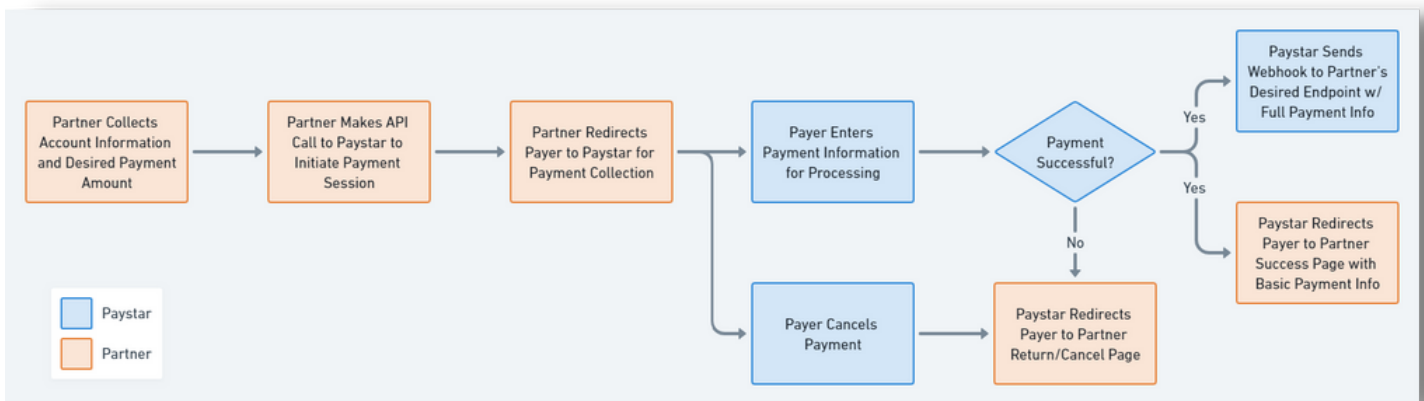 Partner Collects
Account Information
and Desired Payment
Amount
Partner Makes API
Call to Paystar to
Initiate Payment
Session
Partner Redirects
Payer to Paystar for
Payment Collection
Payer Enters
Payment Information
for Processing
Payment
Successful?
Yes
Paystar Sends
Webhook to Partner's
Desired Endpoint w/
Full Payment Info
Yes
Paystar Redirects
Payer to Partner
Success Page with
Basic Payment Info
No
Payer Cancels
Payment
Paystar Redirects
Payer to Partner
Return/Cancel Page
Paystar
Partner